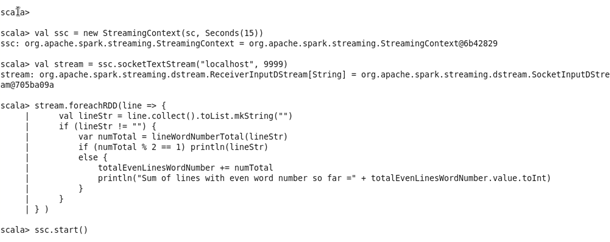 scala>
scala> val ssc = new StreamingContext(sc, Seconds(15))
ssc: org.apache.spark.streaming.StreamingContext = org.apache.spark.streaming.StreamingContext@6b42829
scala> val stream = ssc.socketTextStream("localhost", 9999)
stream: org.apache.spark.streaming.dstream.ReceiverInputDStream[String] = org.apache.spark.streaming.dstream.SocketInputDStre
am@705ba09a
scala> stream.foreachRDD(line => {
     |      val lineStr = line.collect().toList.mkString("")
     |      if (lineStr != "") {
     |          var numTotal = lineWordNumberTotal(lineStr)
     |          if (numTotal % 2 == 1) println(lineStr)
     |          else {
     |              totalEvenLinesWordNumber += numTotal
     |              println("Sum of lines with even word number so far =" + totalEvenLinesWordNumber.value.toInt)
     |          }
     |      }
     | } )
scala> ssc.start()